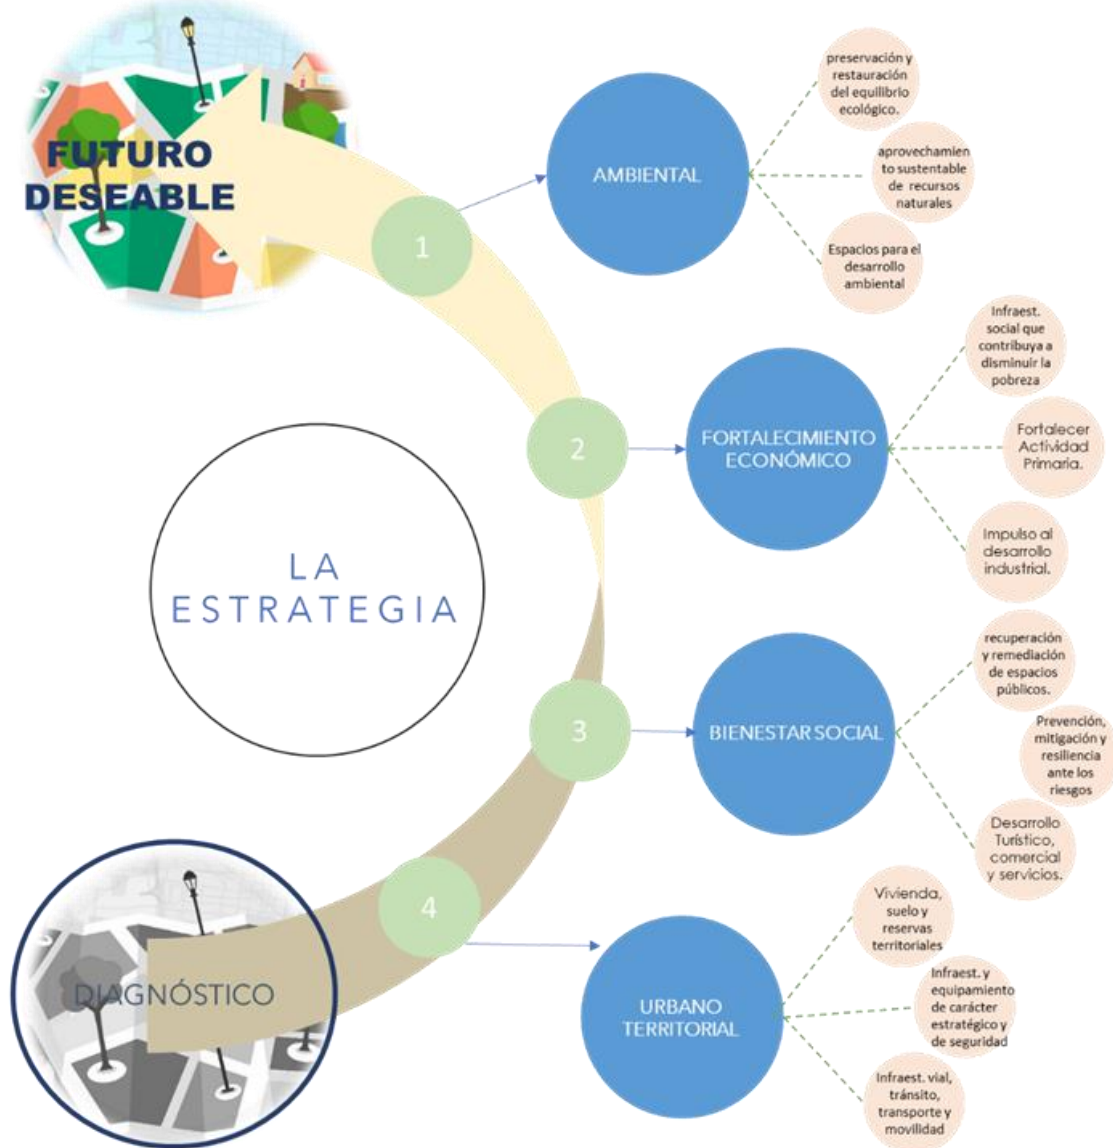 FUTURO
DESEABLE
1
AMBIENTAL
preservación y
restauración
del equilibrio
ecológico.
aprovechamien
to sustentable
de recursos
naturales
Espacios para el
desarrollo
ambiental
2
FORTALECIMIENTO
ECONÓMICO
Infraest.
social que
contribuya a
disminuir la
pobreza
Fortalecer
Actividad
Primaria.
Impulso al
desarrollo
industrial.
LA
ESTRATEGIA
3
BIENESTAR SOCIAL
recuperación
y remediación
de espacios
públicos.
Prevención,
mitigación y
resiliencia
ante los
riesgos
Desarrollo
Turístico,
comercial
y servicios.
4
URBANO
TERRITORIAL
Vivienda,
suelo y
reservas
territoriales
Infraest. y
equipamiento
de carácter
estratégico y
de seguridad
Infraest. vial,
tránsito,
transporte y
movilidad
DIAGNÓSTICO